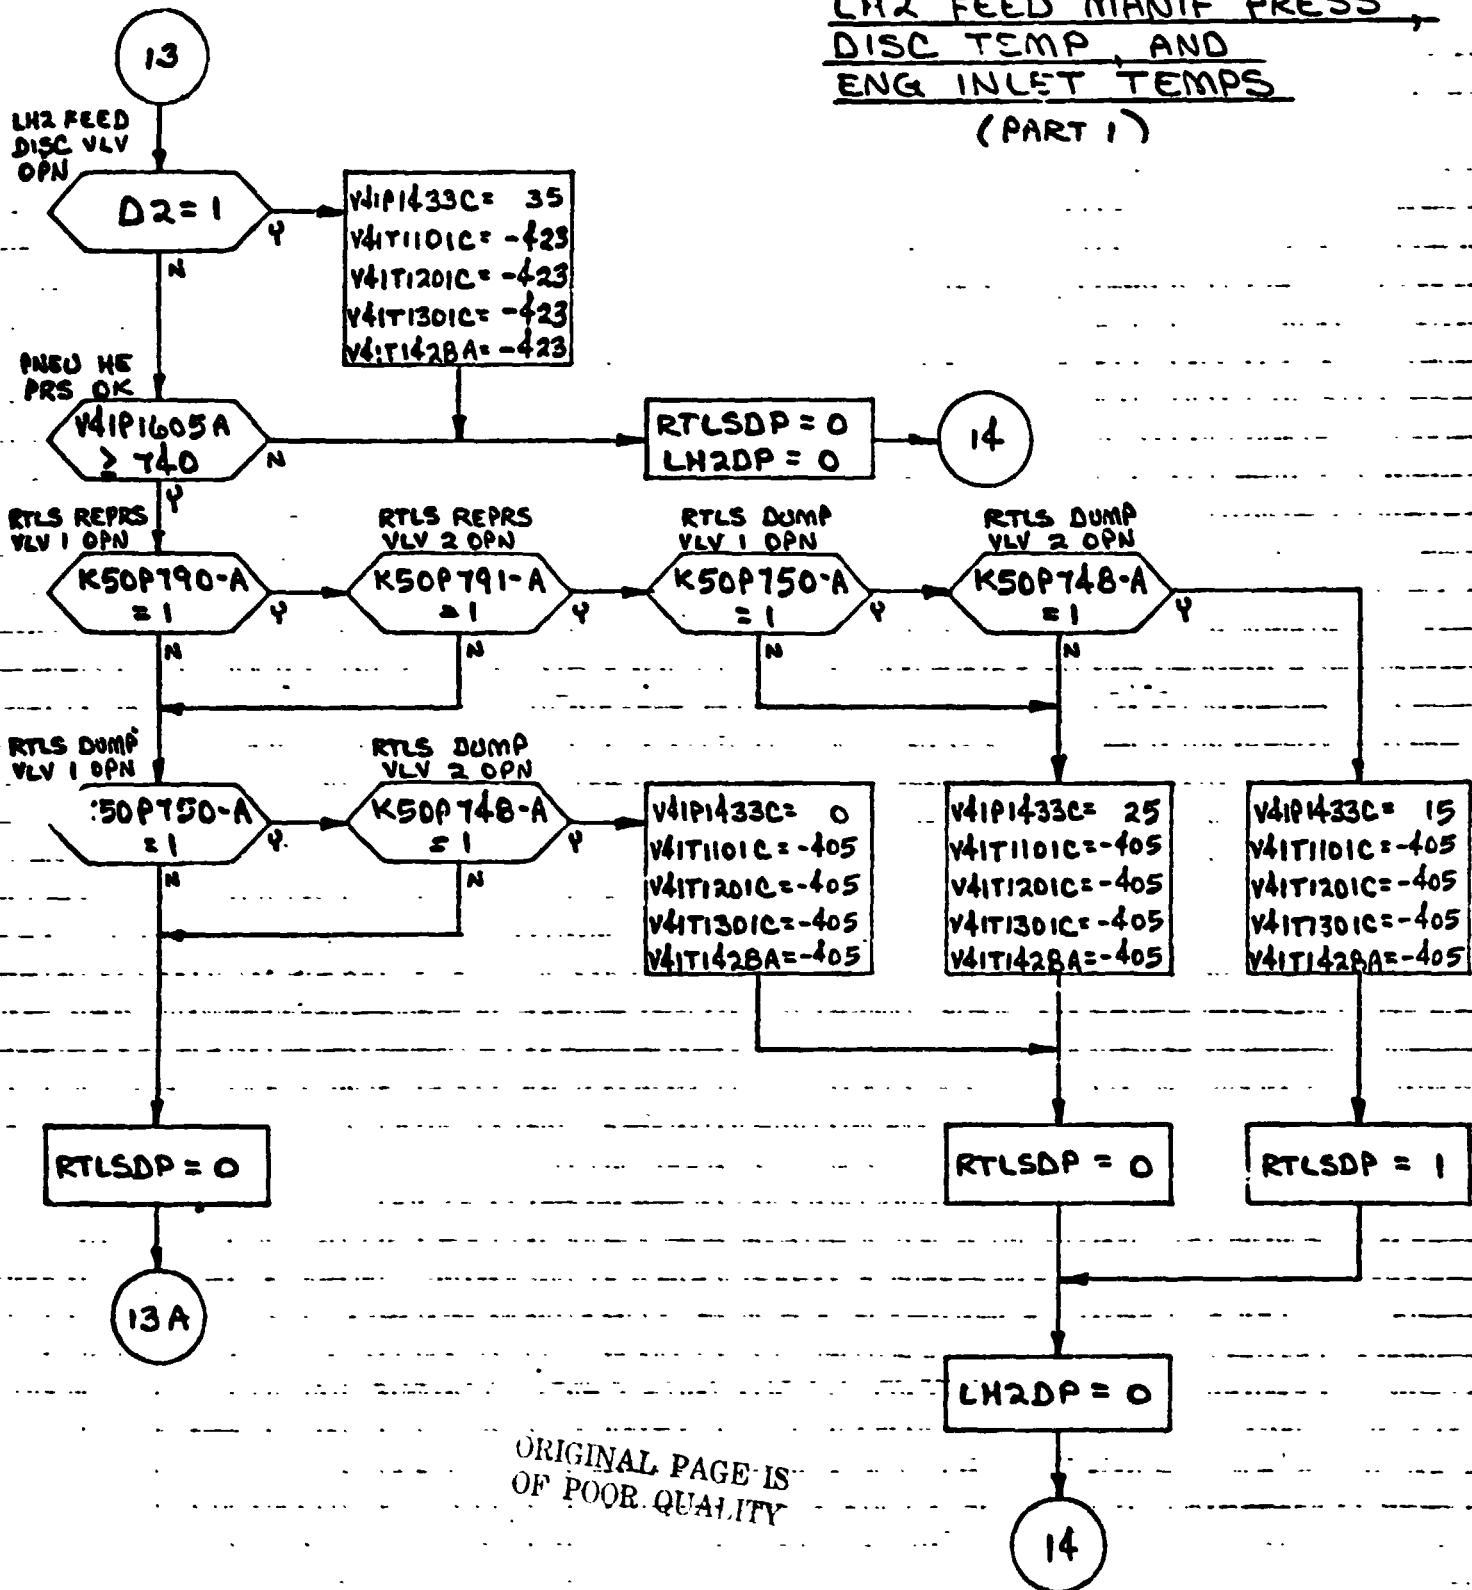 LH2 FEED MANIF PRESS,
DISC TEMP, AND
ENG INLET TEMPS
(PART 1)
13
LH2 FEED
DISC VLV
OPN
D2 = 1
Y
N
V41P1433C = 35
V41T1101C = -423
V41T1201C = -423
V41T1301C = -423
V41T1428A = -423
PNEU HE
PRS OK
V41P1605A
≥ 740
N
Y
RTLSDP = 0
LH2DP = 0
14
RTLS REPRS
VLV 1 OPN
K50P790-A
= 1
Y
N
RTLS REPRS
VLV 2 OPN
K50P791-A
= 1
Y
N
RTLS DUMP
VLV 1 OPN
K50P750-A
= 1
Y
N
RTLS DUMP
VLV 2 OPN
K50P748-A
= 1
Y
N
RTLS DUMP
VLV 1 OPN
50P750-A
= 1
Y
N
RTLS DUMP
VLV 2 OPN
K50P748-A
= 1
Y
N
V41P1433C = 0
V41T1101C = -405
V41T1201C = -405
V41T1301C = -405
V41T1428A = -405
V41P1433C = 25
V41T1101C = -405
V41T1201C = -405
V41T1301C = -405
V41T1428A = -405
V41P1433C = 15
V41T1101C = -405
V41T1201C = -405
V41T1301C = -405
V41T1428A = -405
RTLSDP = 0
RTLSDP = 0
RTLSDP = 1
13A
LH2DP = 0
14
ORIGINAL PAGE IS
OF POOR QUALITY